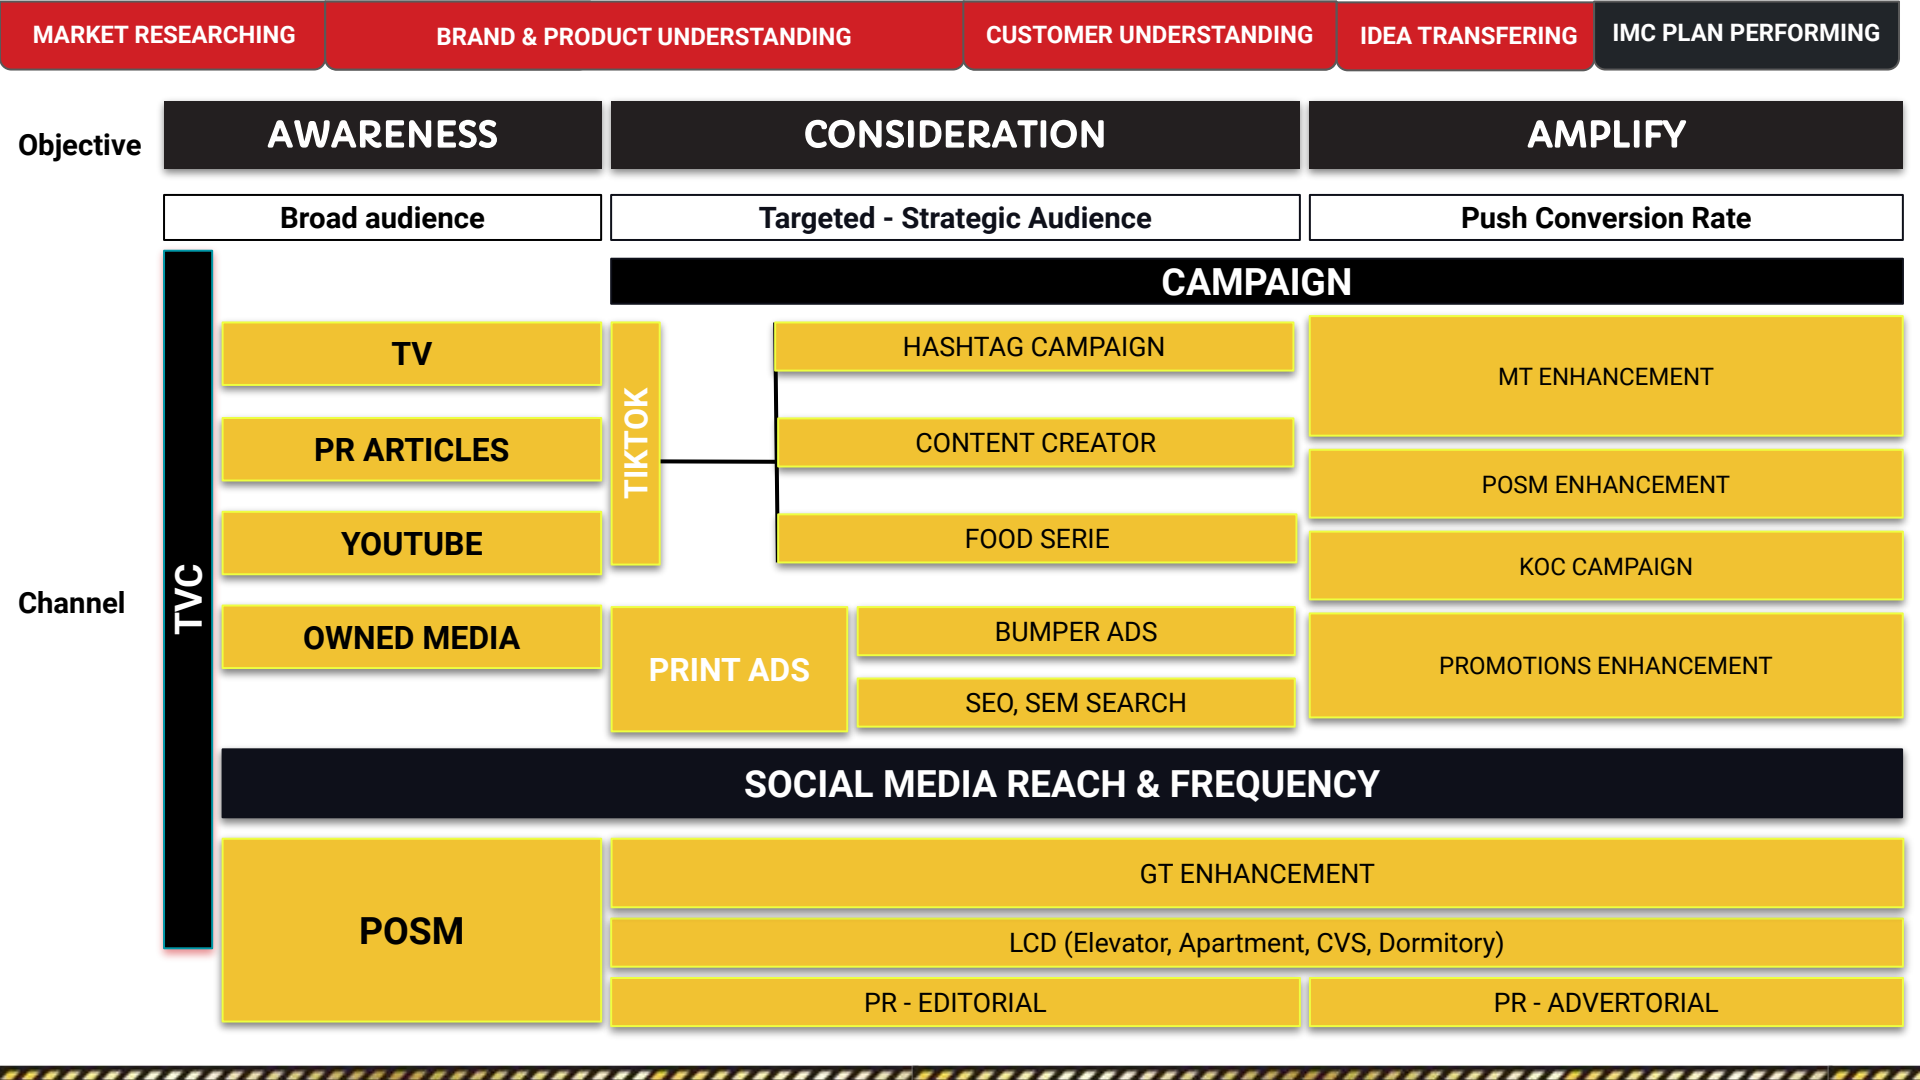 MARKET RESEARCHING
BRAND & PRODUCT UNDERSTANDING
CUSTOMER UNDERSTANDING
IDEA TRANSFERING
IMC PLAN PERFORMING
Objective
AWARENESS
CONSIDERATION
AMPLIFY
Broad audience
Targeted - Strategic Audience
Push Conversion Rate
CAMPAIGN
Channel
TVC
TV
PR ARTICLES
YOUTUBE
OWNED MEDIA
TIKTOK
HASHTAG CAMPAIGN
CONTENT CREATOR
FOOD SERIE
PRINT ADS
BUMPER ADS
SEO, SEM SEARCH
MT ENHANCEMENT
POSM ENHANCEMENT
KOC CAMPAIGN
PROMOTIONS ENHANCEMENT
SOCIAL MEDIA REACH & FREQUENCY
POSM
GT ENHANCEMENT
LCD (Elevator, Apartment, CVS, Dormitory)
PR - EDITORIAL
PR - ADVERTORIAL